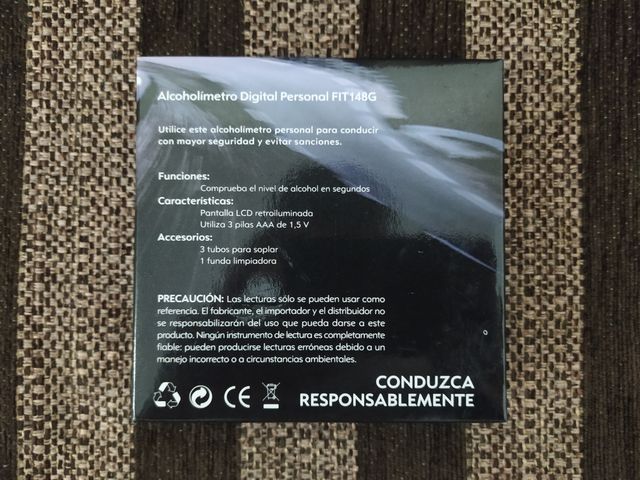 Alcoholímetro Digital Personal FIT148G
Utilice este alcoholímetro personal para conducir
con mayor seguridad y evitar sanciones.
Funciones:
Comprueba el nivel de alcohol en segundos
Características:
Pantalla LCD retroiluminada
Utiliza 3 pilas AAA de 1,5 V
Accesorios:
3 tubos para soplar
1 funda limpiadora
PRECAUCIÓN: Las lecturas sólo se pueden usar como
referencia. El fabricante, el importador y el distribuidor no
se responsabilizarán del uso que pueda darse a este
producto. Ningún instrumento de lectura es completamente
fiable: pueden producirse lecturas erróneas debido a un
manejo incorrecto o a circunstancias ambientales.
CE
CONDUZCA
RESPONSABLEMENTE